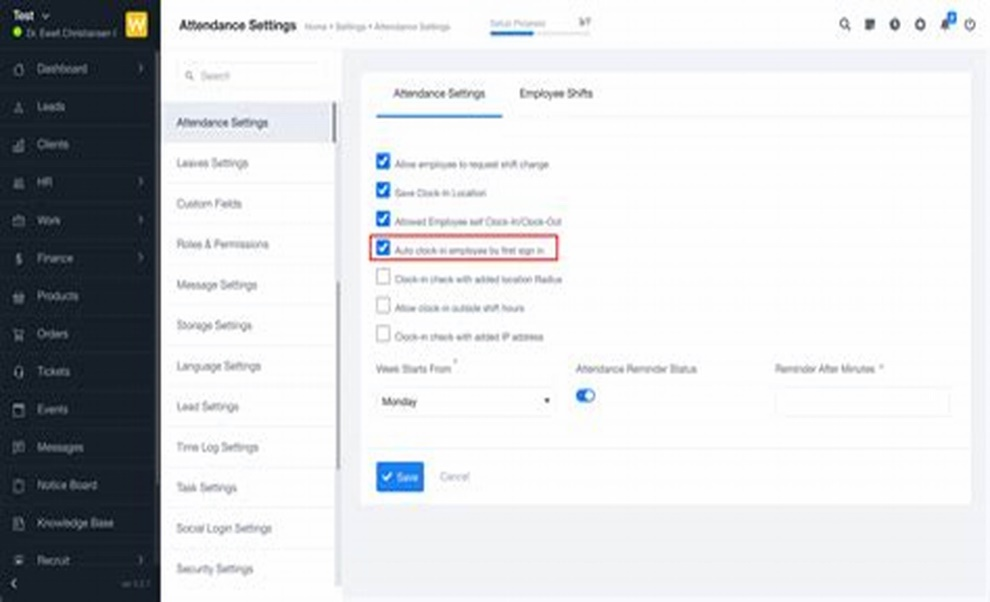 Test
Attendance Settings
Home • Settings • Attendance Settings
Setup Progress
Dashboard
Leads
Clients
HR
Work
Finance
Products
Orders
Tickets
Events
Messages
Notice Board
Knowledge Base
Recruit
Search
Attendance Settings
Leaves Settings
Custom Fields
Roles & Permissions
Message Settings
Storage Settings
Language Settings
Lead Settings
Time Log Settings
Task Settings
Social Login Settings
Security Settings
Attendance Settings Employee Shifts
Allow employee to request shift change
Save Clock-In Location
Allowed Employee self Clock-In/Clock-Out
Auto clock-in employee by first sign in.
Clock-in check with added location Radius
Allow clock-in outside shift hours
Clock-in check with added IP address
Week Starts From * Attendance Reminder Status Reminder After Minutes *
Monday
Save Cancel